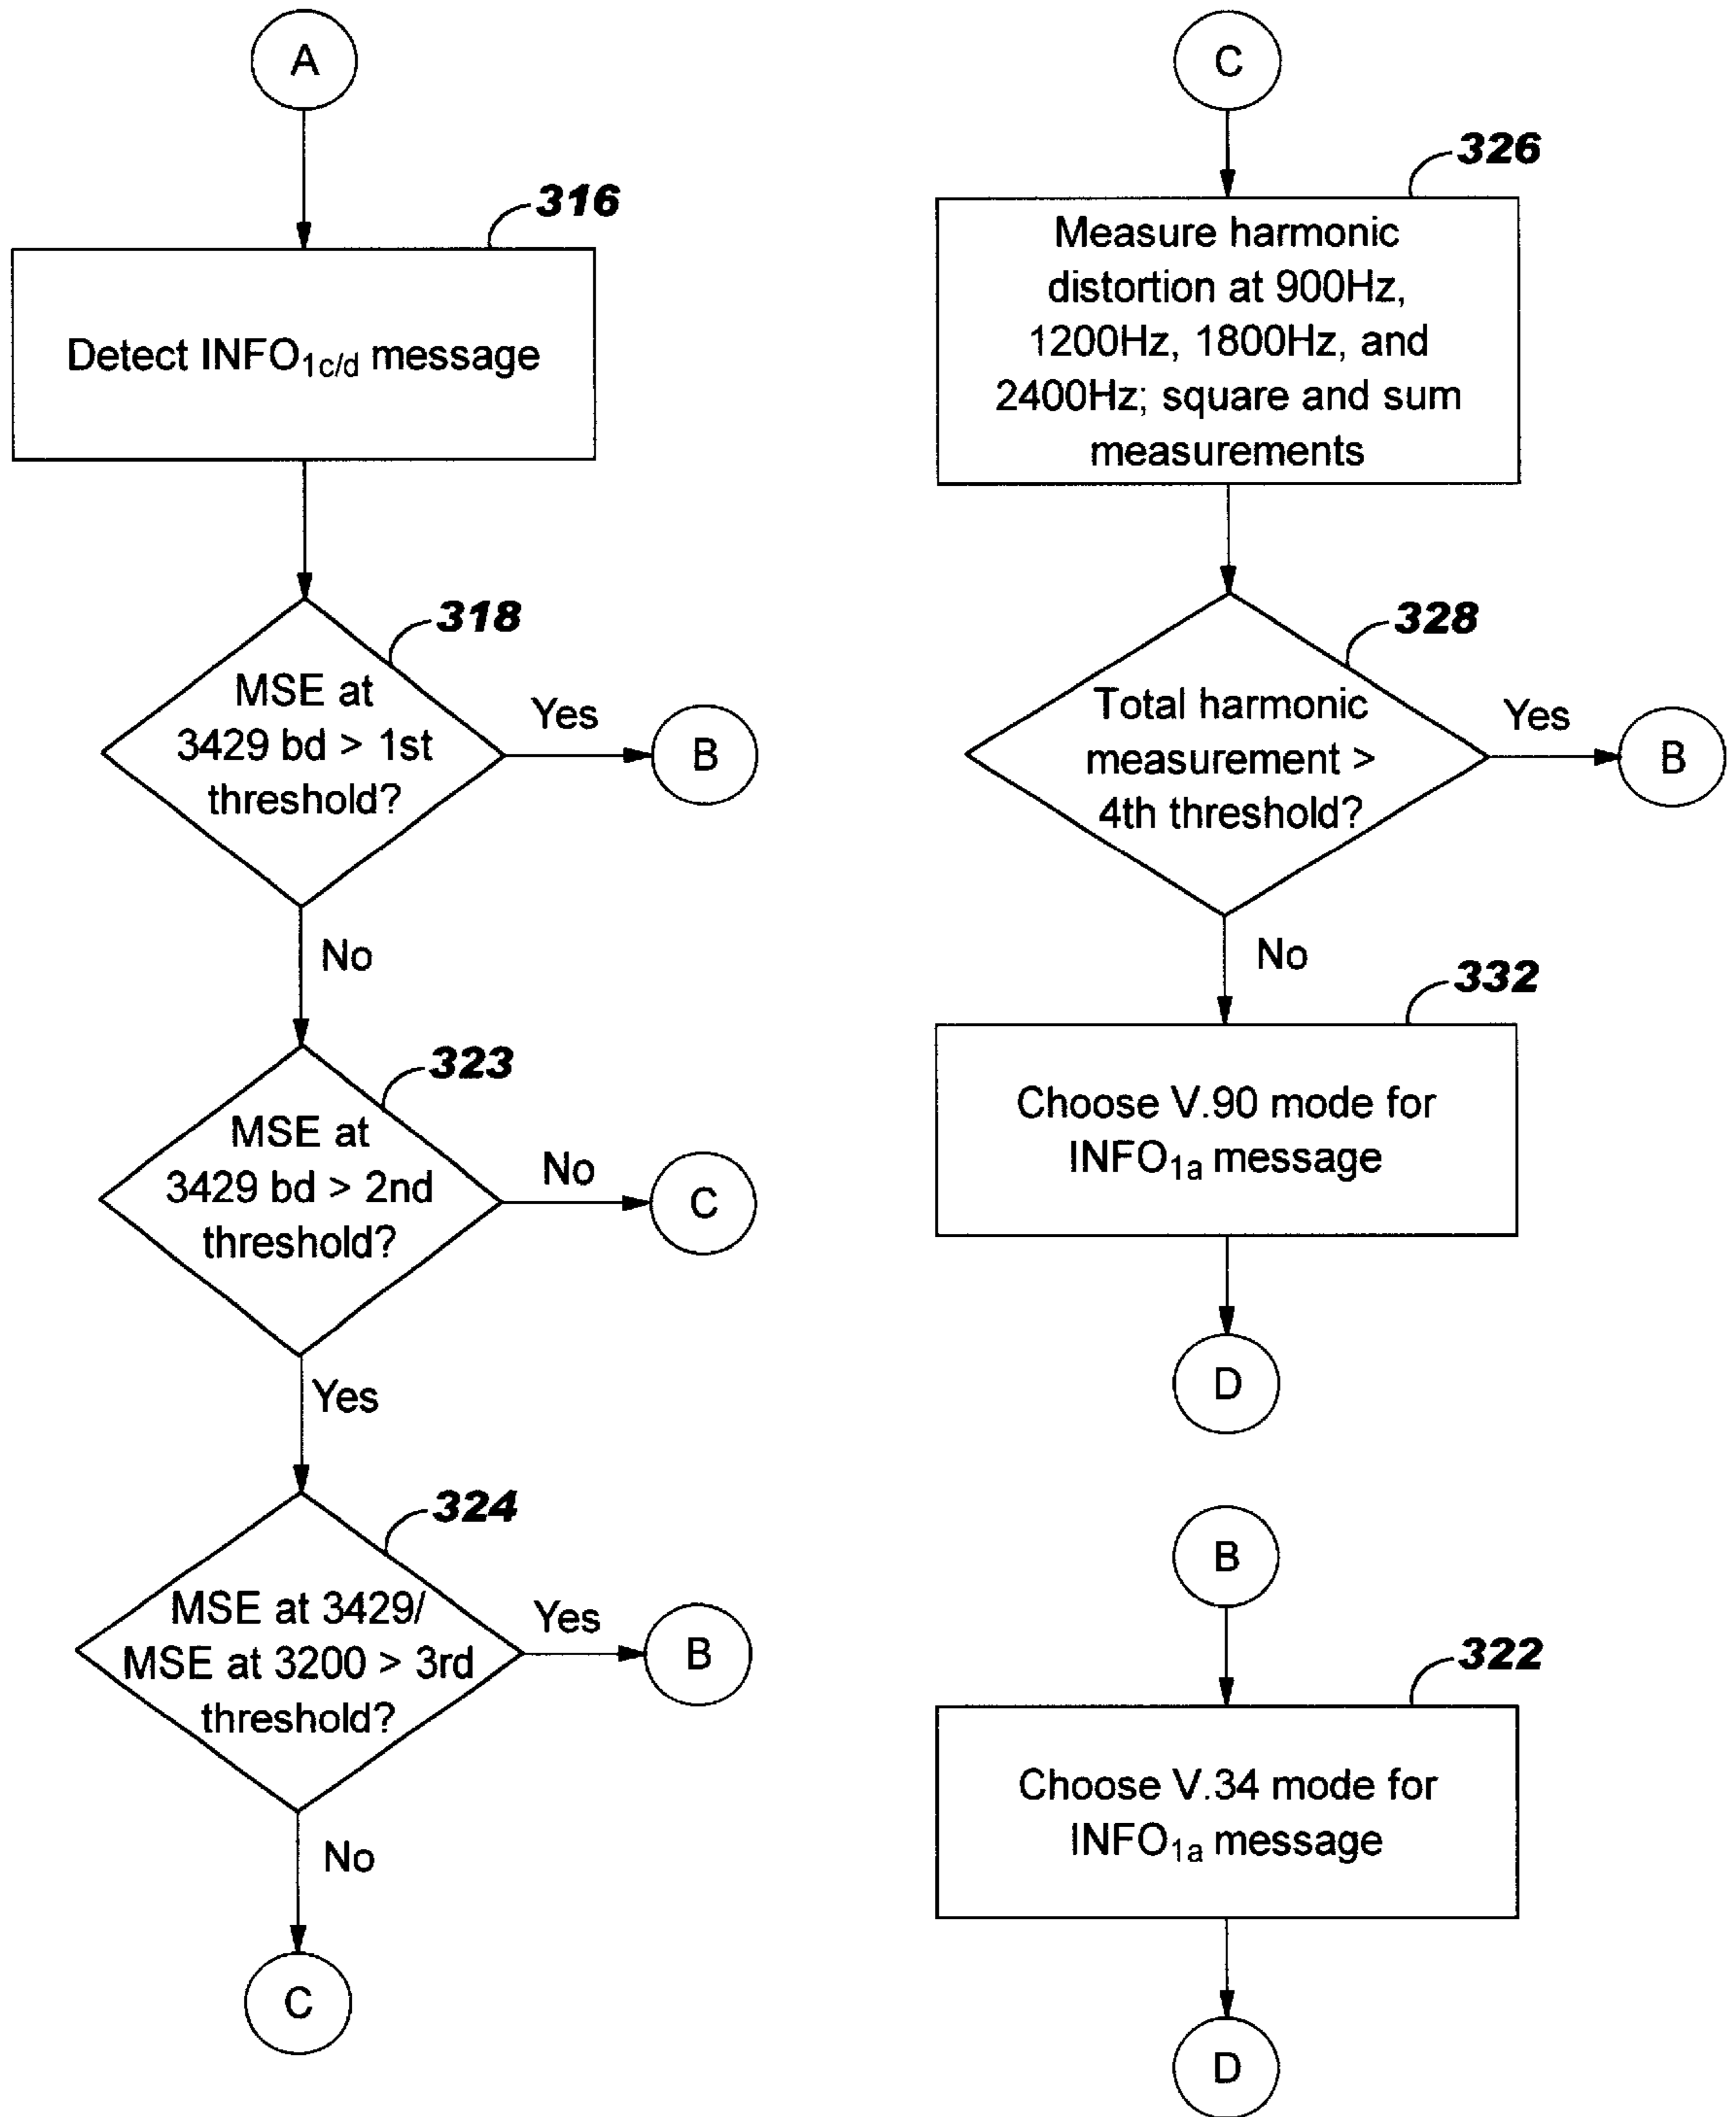 A
316
Detect INFO1c/d message
318
MSE at
3429 bd > 1st
threshold?
Yes
B
No
323
MSE at
3429 bd > 2nd
threshold?
No
C
Yes
324
MSE at 3429/
MSE at 3200 > 3rd
threshold?
Yes
B
No
C
C
326
Measure harmonic
distortion at 900Hz,
1200Hz, 1800Hz, and
2400Hz; square and sum
measurements
328
Total harmonic
measurement >
4th threshold?
Yes
B
No
332
Choose V.90 mode for
INFO1a message
D
B
322
Choose V.34 mode for
INFO1a message
D